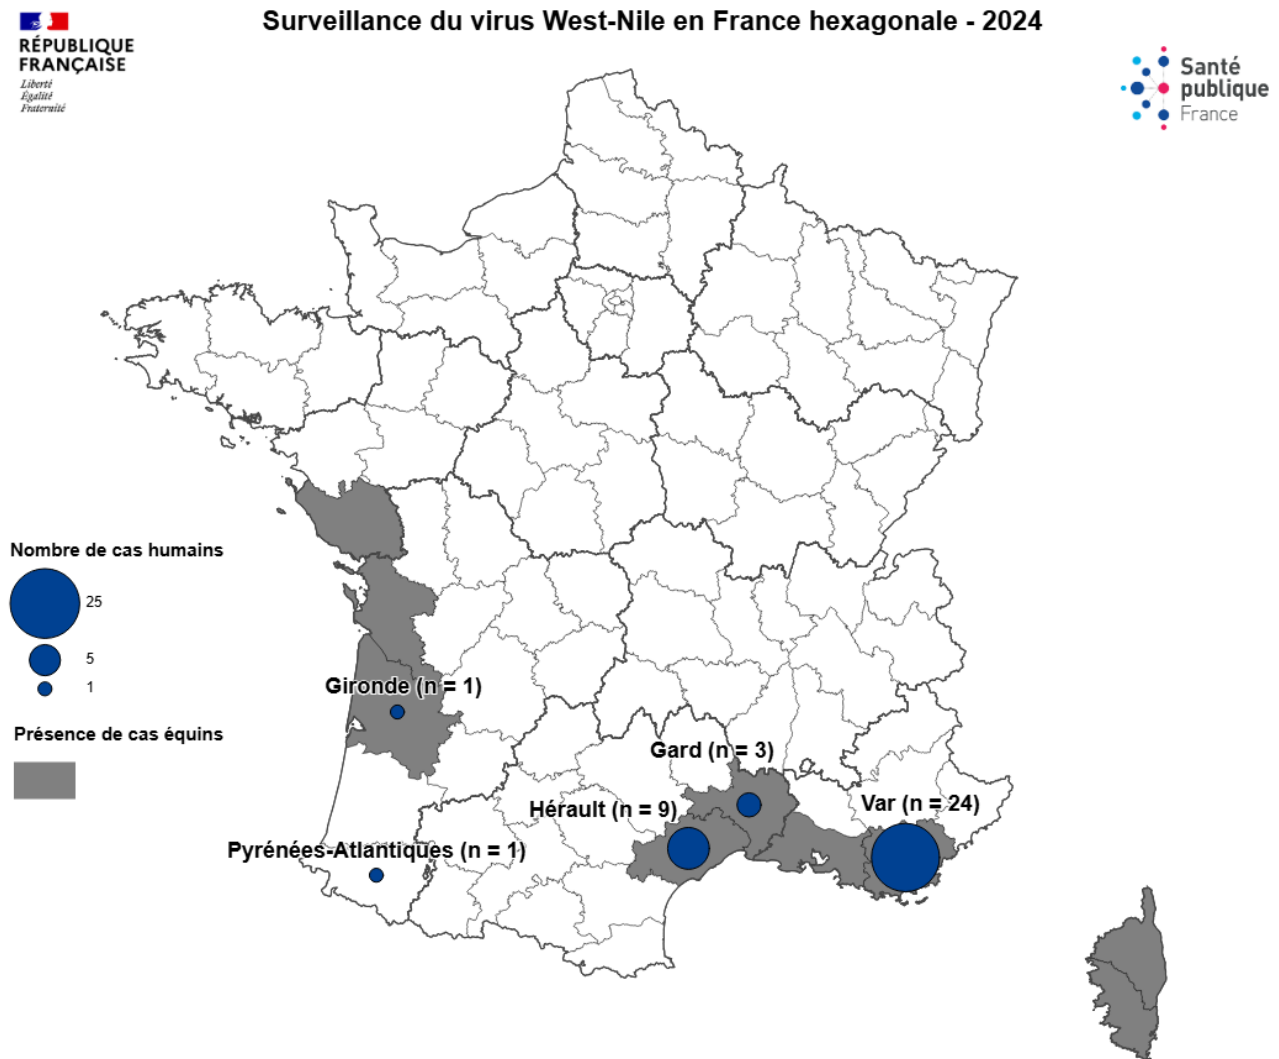 Surveillance du virus West-Nile en France hexagonale - 2024
RÉPUBLIQUE
FRANÇAISE
Liberté
Égalité
Fraternité
Santé
publique
France
Nombre de cas humains
25
5
1
Présence de cas équins
Gironde (n = 1)
Gard (n = 3)
Hérault (n = 9)
Var (n = 24)
Pyrénées-Atlantiques (n = 1)